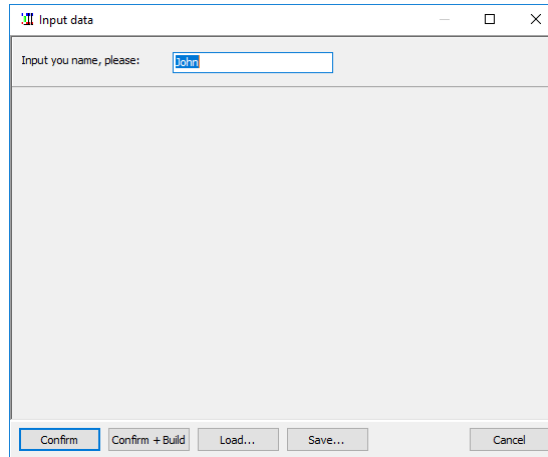 Input data
Input you name, please:
John
Confirm
Confirm + Build
Load...
Save...
Cancel